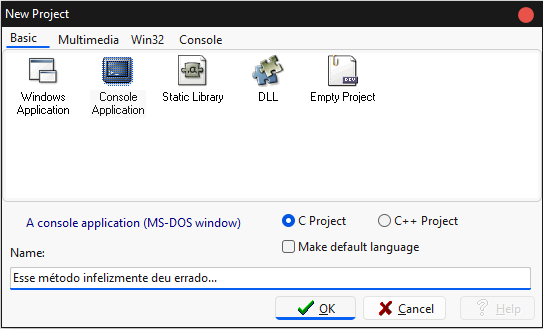 New Project
Basic Multimedia Win32 Console
Windows Application
Console Application
Static Library
DLL
Empty Project
DEV
.a
A console application (MS-DOS window)
C Project C++ Project
Make default language
Name:
Esse método infelizmente deu errado...
OK Cancel ? Help